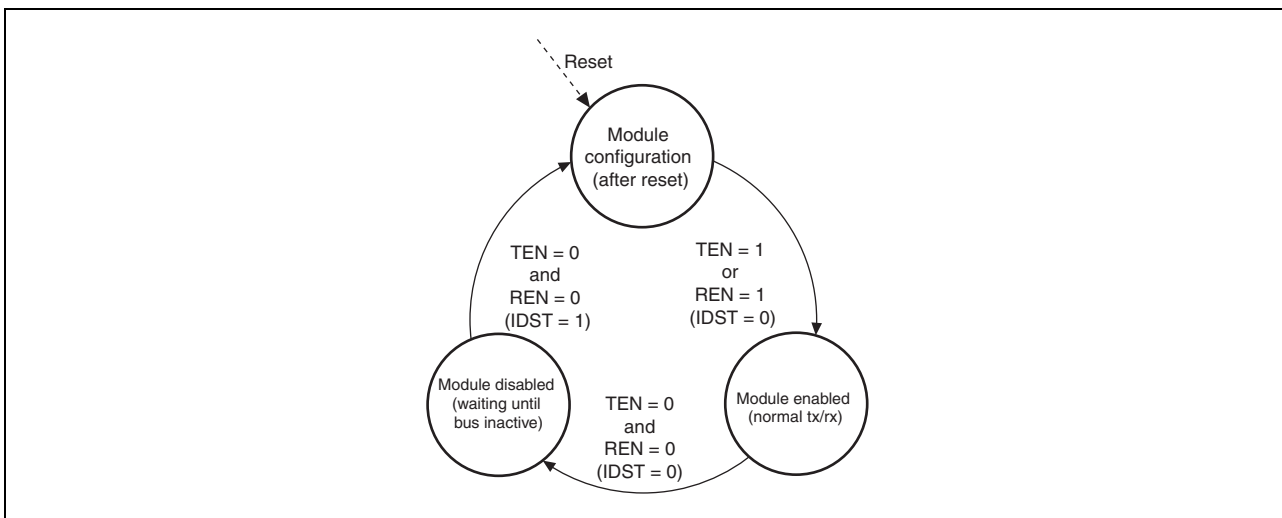 Reset
Module
configuration
(after reset)
TEN = 0
and
REN = 0
(IDST = 1)
TEN = 1
or
REN = 1
(IDST = 0)
Module disabled
(waiting until
bus inactive)
TEN = 0
and
REN = 0
(IDST = 0)
Module enabled
(normal tx/rx)